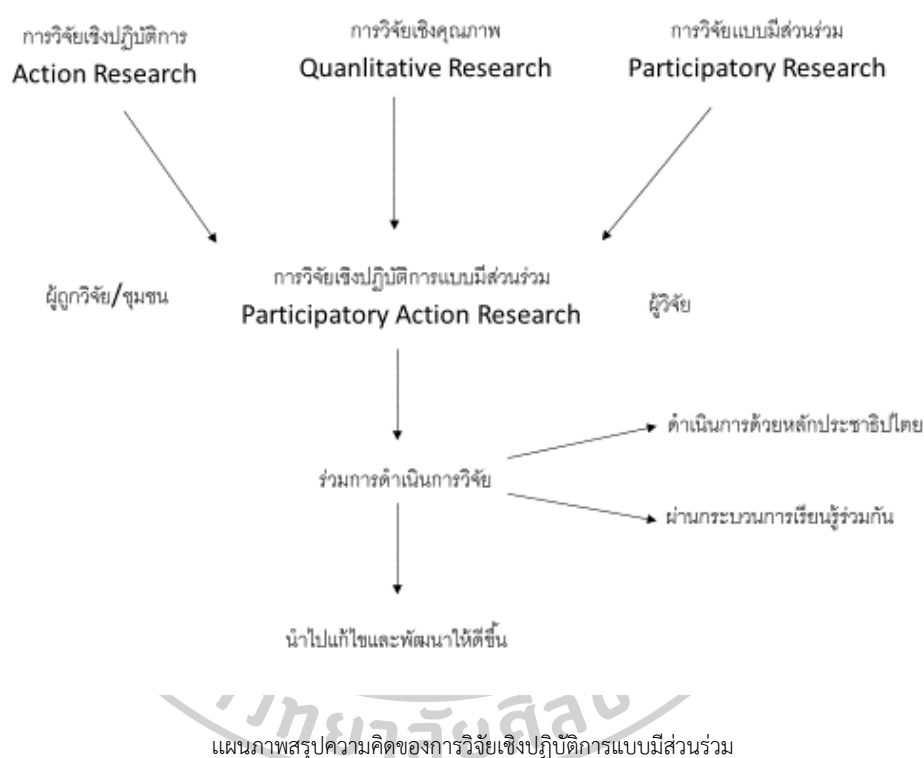 การวิจัยเชิงปฏิบัติการ
Action Research
การวิจัยเชิงคุณภาพ
Quanlitative Research
การวิจัยแบบมีส่วนร่วม
Participatory Research
ผู้ถูกวิจัย/ชุมชน
การวิจัยเชิงปฏิบัติการแบบมีส่วนร่วม
Participatory Action Research
ผู้วิจัย
ร่วมการดำเนินการวิจัย
ดำเนินการด้วยหลักประชาธิปไตย
ผ่านกระบวนการเรียนรู้ร่วมกัน
นำไปแก้ไขและพัฒนาให้ดีขึ้น
แผนภาพสรุปความคิดของการวิจัยเชิงปฏิบัติการแบบมีส่วนร่วม